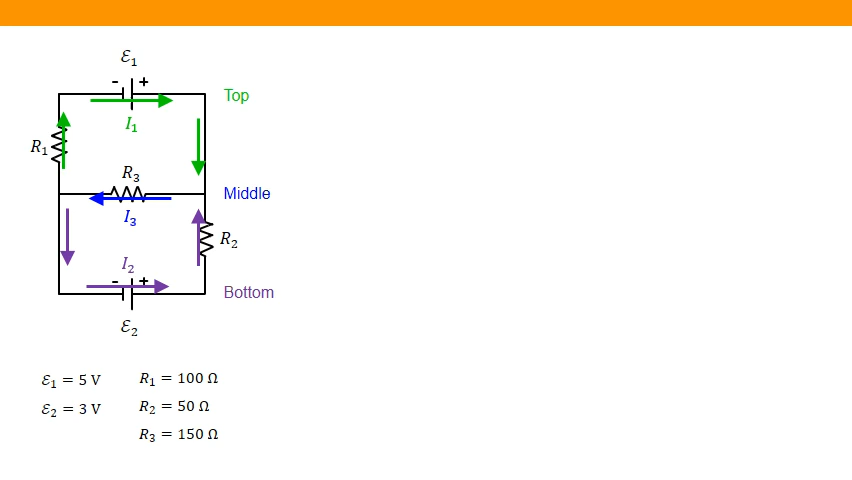 ℰ₁
- +
Top
I₁
R₁
R₃
Middle
I₃
R₂
I₂
- +
Bottom
ℰ₂
ℰ₁ = 5 V R₁ = 100 Ω
ℰ₂ = 3 V R₂ = 50 Ω
R₃ = 150 Ω